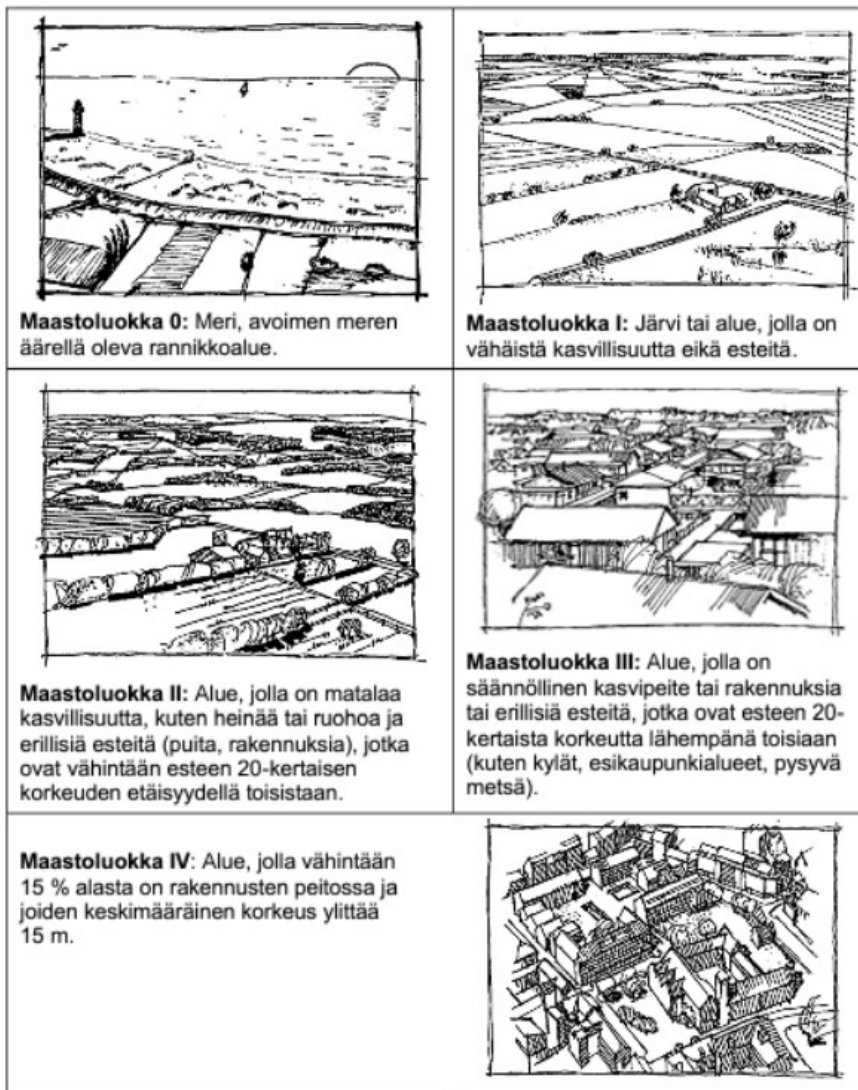 Maastoluokka 0: Meri, avoimen meren
äärellä oleva rannikkoalue.
Maastoluokka I: Järvi tai alue, jolla on
vähäistä kasvillisuutta eikä esteitä.
Maastoluokka II: Alue, jolla on matalaa
kasvillisuutta, kuten heinää tai ruohoa ja
erillisiä esteitä (puita, rakennuksia), jotka
ovat vähintään esteen 20-kertaisen
korkeuden etäisyydellä toisistaan.
Maastoluokka III: Alue, jolla on
säännöllinen kasvipeite tai rakennuksia
tai erillisiä esteitä, jotka ovat esteen 20-
kertaista korkeutta lähempänä toisiaan
(kuten kylät, esikaupunkialueet, pysyvä
metsä).
Maastoluokka IV: Alue, jolla vähintään
15 % alasta on rakennusten peitossa ja
joiden keskimääräinen korkeus ylittää
15 m.